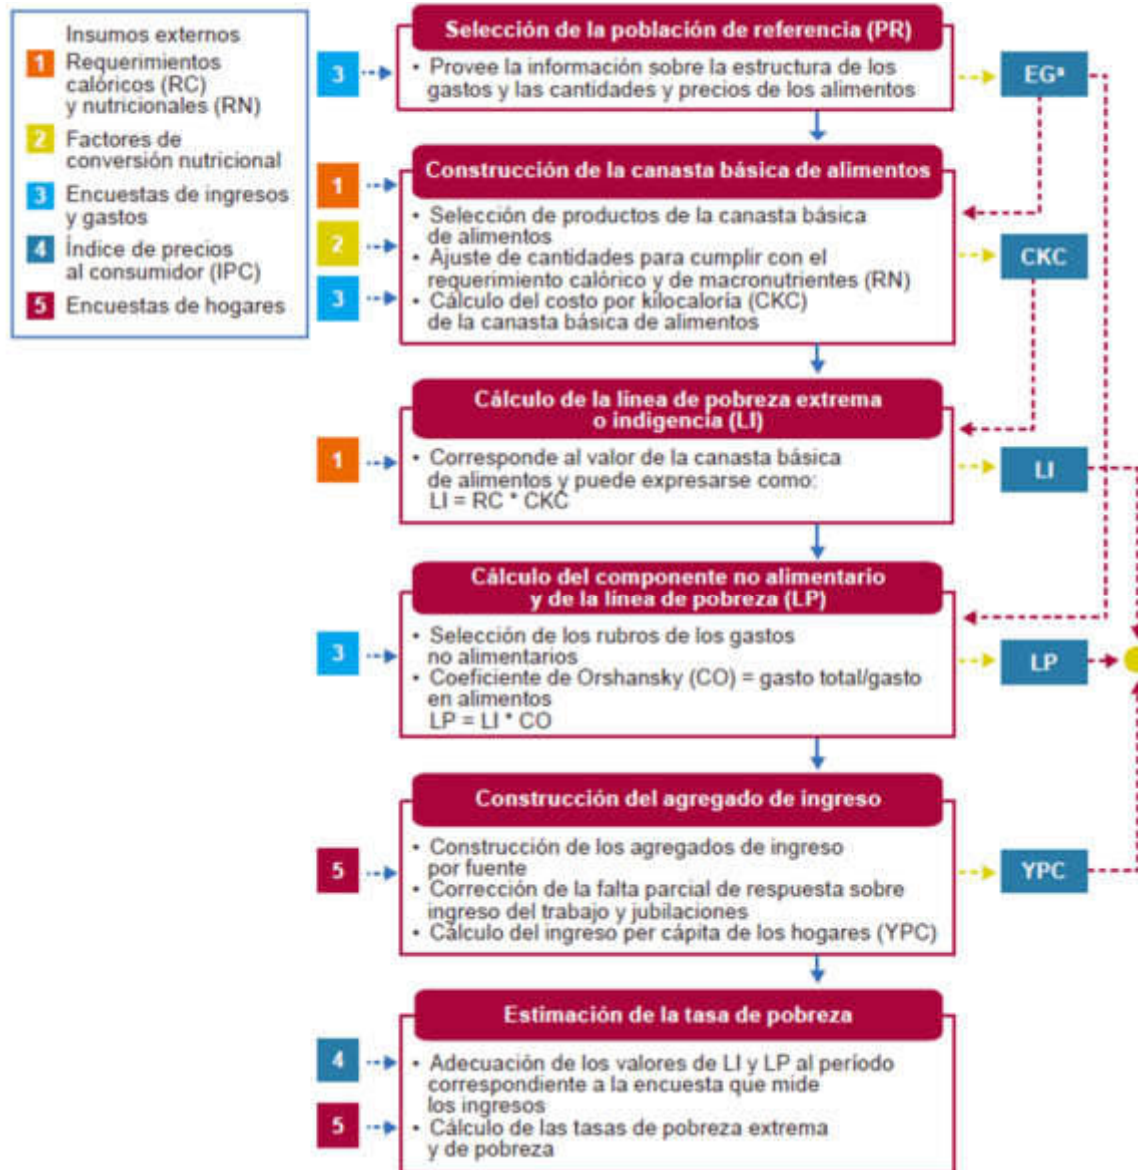 Insumos externos
1 Requerimientos
calóricos (RC)
y nutricionales (RN)
2 Factores de
conversión nutricional
3 Encuestas de ingresos
y gastos
4 Índice de precios
al consumidor (IPC)
5 Encuestas de hogares
Selección de la población de referencia (PR)
3
• Provee la información sobre la estructura de los
gastos y las cantidades y precios de los alimentos
EGª
Construcción de la canasta básica de alimentos
1
2
3
• Selección de productos de la canasta básica
de alimentos
• Ajuste de cantidades para cumplir con el
requerimiento calórico y de macronutrientes (RN)
• Cálculo del costo por kilocaloría (CKC)
de la canasta básica de alimentos
CKC
Cálculo de la línea de pobreza extrema
o indigencia (LI)
1
• Corresponde al valor de la canasta básica
de alimentos y puede expresarse como:
LI = RC * CKC
LI
Cálculo del componente no alimentario
y de la línea de pobreza (LP)
3
• Selección de los rubros de los gastos
no alimentarios
• Coeficiente de Orshansky (CO) = gasto total/gasto
en alimentos
LP = LI * CO
LP
Construcción del agregado de ingreso
5
• Construcción de los agregados de ingreso
por fuente
• Corrección de la falta parcial de respuesta sobre
ingreso del trabajo y jubilaciones
• Cálculo del ingreso per cápita de los hogares (YPC)
YPC
Estimación de la tasa de pobreza
4
5
• Adecuación de los valores de LI y LP al período
correspondiente a la encuesta que mide
los ingresos
• Cálculo de las tasas de pobreza extrema
y de pobreza